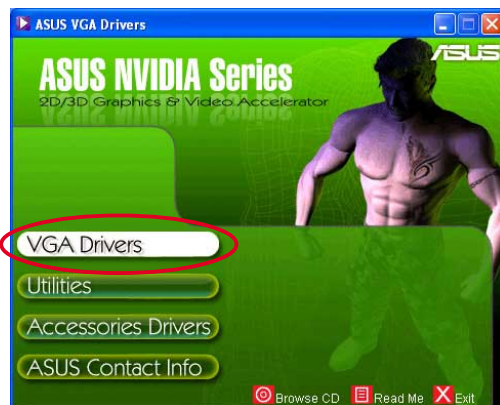 ASUS VGA Drivers
ASUS
ASUS NVIDIA Series
2D/3D Graphics & Video Accelerator
VGA Drivers
Utilities
Accessories Drivers
ASUS Contact Info
Browse CD Read Me Exit